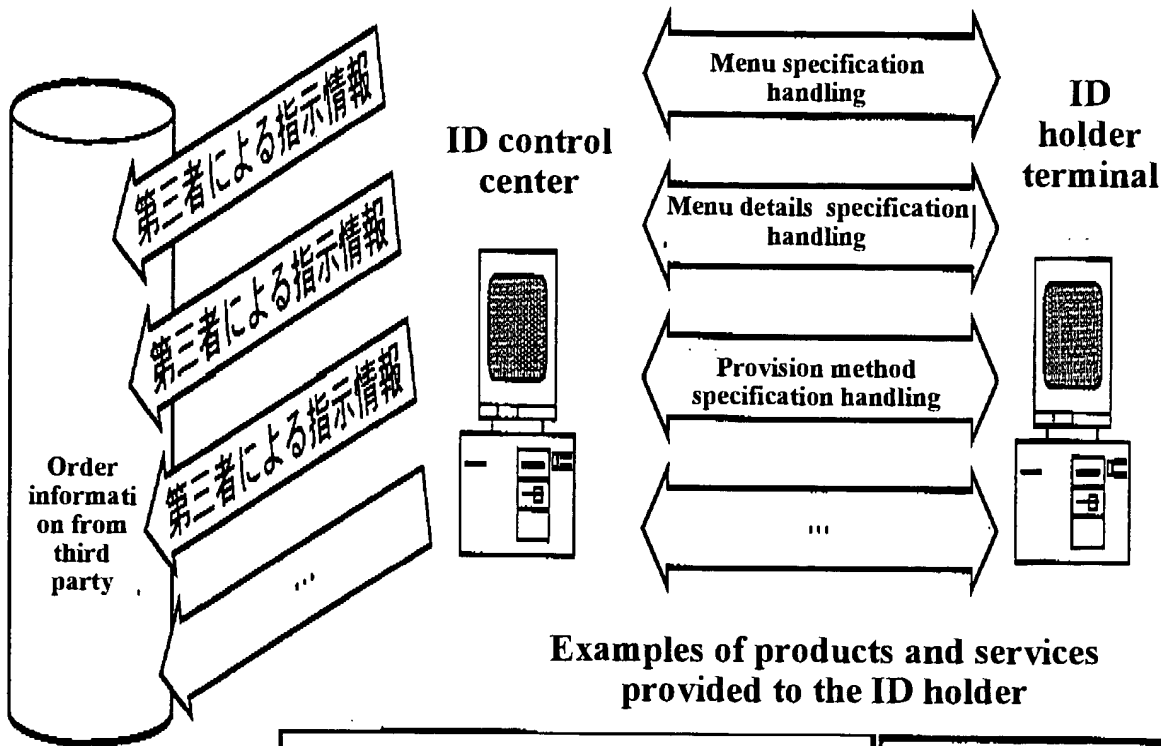 第三者による指示情報
第三者による指示情報
第三者による指示情報
...
Order
informati
on from
third
party
ID control
center
Menu specification
handling
Menu details specification
handling
Provision method
specification handling
...
ID
holder
terminal
Examples of products and services
provided to the ID holder